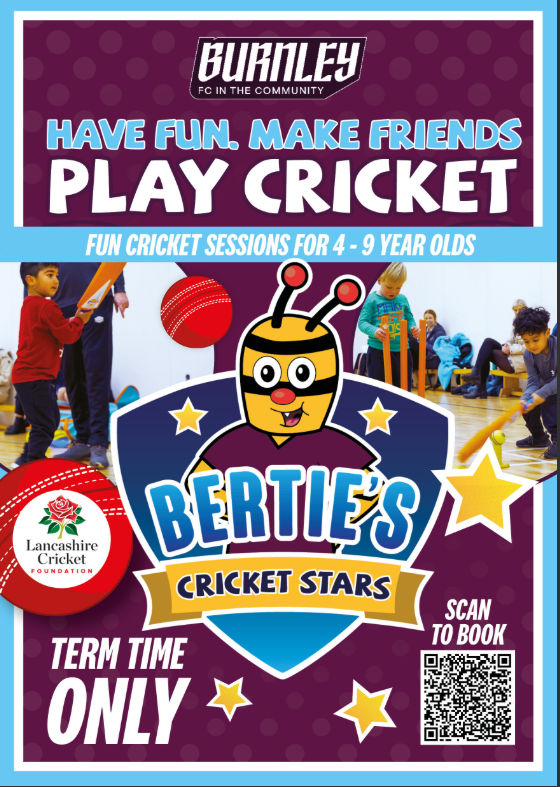 BURNLEY
FC IN THE COMMUNITY
HAVE FUN. MAKE FRIENDS
PLAY CRICKET
FUN CRICKET SESSIONS FOR 4 - 9 YEAR OLDS
BERTIE'S
CRICKET STARS
Lancashire
Cricket
FOUNDATION
TERM TIME
ONLY
SCAN
TO BOOK